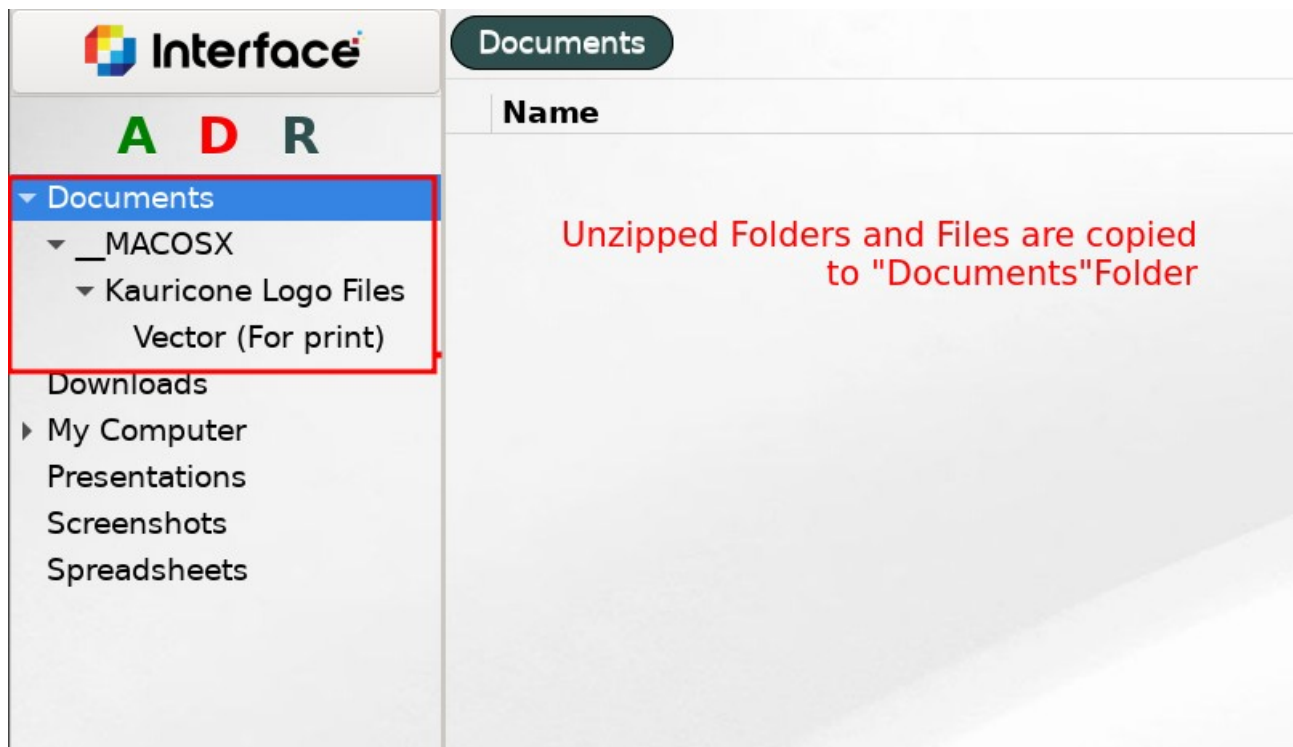 Interface
A D R
Documents
__MACOSX
Kauricone Logo Files
Vector (For print)
Downloads
My Computer
Presentations
Screenshots
Spreadsheets
Documents
Name
Unzipped Folders and Files are copied
to "Documents"Folder